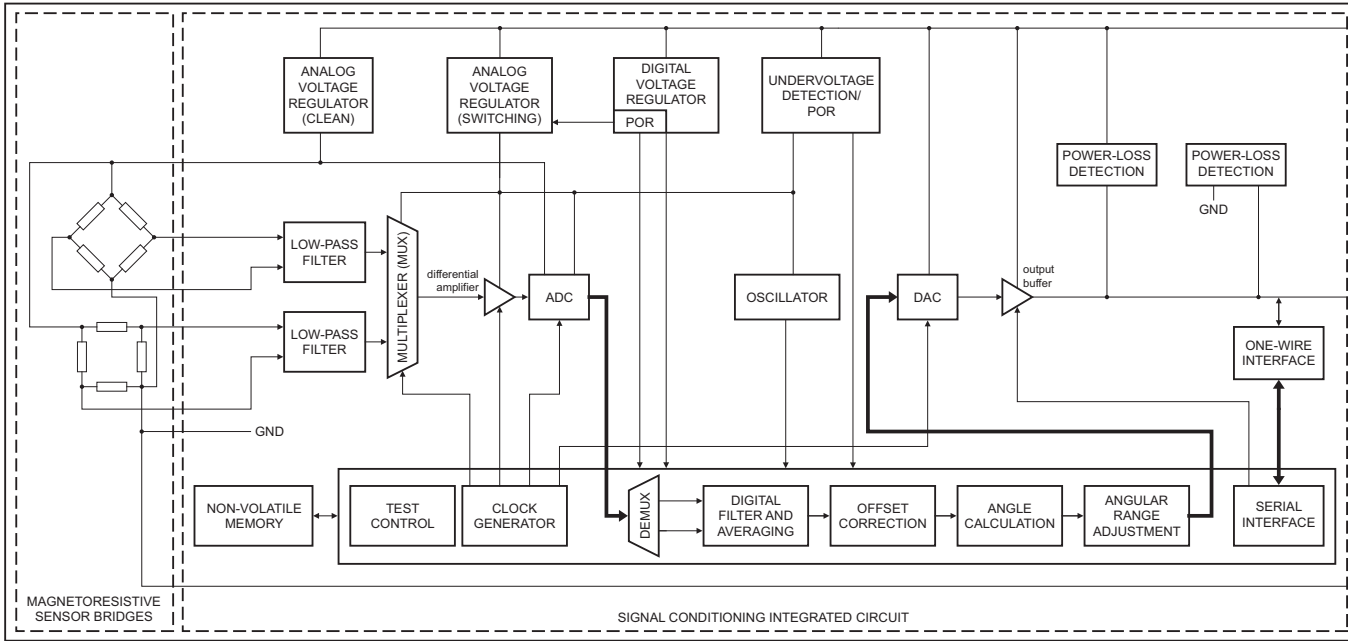 ANALOG
VOLTAGE
REGULATOR
(CLEAN)
ANALOG
VOLTAGE
REGULATOR
(SWITCHING)
DIGITAL
VOLTAGE
REGULATOR
POR
UNDERVOLTAGE
DETECTION/
POR
POWER-LOSS
DETECTION
POWER-LOSS
DETECTION
GND
LOW-PASS
FILTER
LOW-PASS
FILTER
MULTIPLEXER (MUX)
differential
amplifier
ADC
OSCILLATOR
DAC
output
buffer
ONE-WIRE
INTERFACE
GND
NON-VOLATILE
MEMORY
TEST
CONTROL
CLOCK
GENERATOR
DEMUX
DIGITAL
FILTER AND
AVERAGING
OFFSET
CORRECTION
ANGLE
CALCULATION
ANGULAR
RANGE
ADJUSTMENT
SERIAL
INTERFACE
MAGNETORESISTIVE
SENSOR BRIDGES
SIGNAL CONDITIONING INTEGRATED CIRCUIT